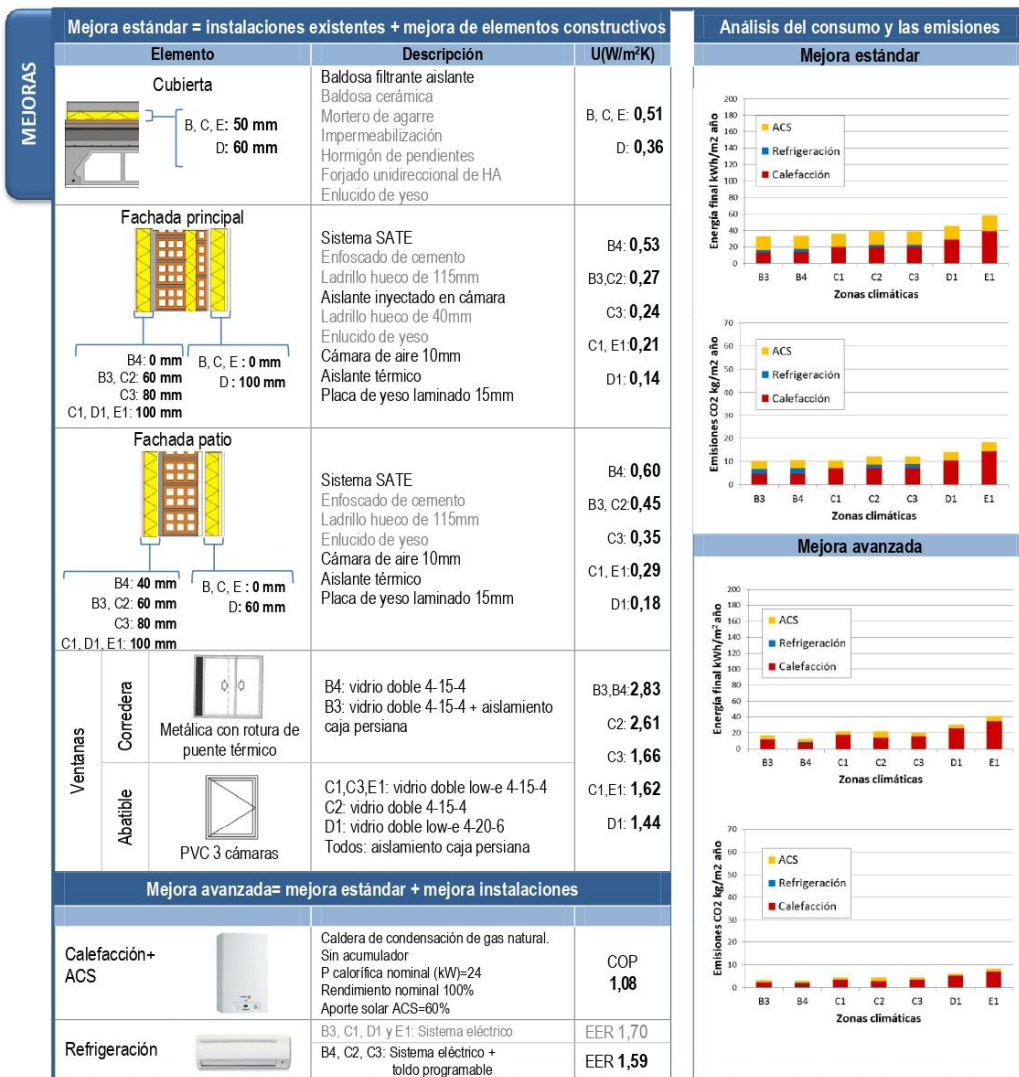 MEJORAS
Mejora estándar = instalaciones existentes + mejora de elementos constructivos
Elemento
Descripción
U(W/m²K)
Cubierta
B, C, E: 50 mm
D: 60 mm
Baldosa filtrante aislante
Baldosa cerámica
Mortero de agarre
Impermeabilización
Hormigón de pendientes
Forjado unidireccional de HA
Enlucido de yeso
B, C, E: 0,51
D: 0,36
Fachada principal
B4: 0 mm
B3, C2: 60 mm
C3: 80 mm
C1, D1, E1: 100 mm
B, C, E : 0 mm
D : 100 mm
Sistema SATE
Enfoscado de cemento
Ladrillo hueco de 115mm
Aislante inyectado en cámara
Ladrillo hueco de 40mm
Enlucido de yeso
Cámara de aire 10mm
Aislante térmico
Placa de yeso laminado 15mm
B4: 0,53
B3,C2: 0,27
C3: 0,24
C1, E1:0,21
D1: 0,14
Fachada patio
B4: 40 mm
B3, C2: 60 mm
C3: 80 mm
C1, D1, E1: 100 mm
B, C, E : 0 mm
D: 60 mm
Sistema SATE
Enfoscado de cemento
Ladrillo hueco de 115mm
Enlucido de yeso
Cámara de aire 10mm
Aislante térmico
Placa de yeso laminado 15mm
B4: 0,60
B3, C2:0,45
C3: 0,35
C1, E1:0,29
D1:0,18
Ventanas
Corredera
Metálica con rotura de
puente térmico
B4: vidrio doble 4-15-4
B3: vidrio doble 4-15-4 + aislamiento
caja persiana
Abatible
PVC 3 cámaras
C1,C3,E1: vidrio doble low-e 4-15-4
C2: vidrio doble 4-15-4
D1: vidrio doble low-e 4-20-6
Todos: aislamiento caja persiana
B3,B4:2,83
C2: 2,61
C3: 1,66
C1,E1: 1,62
D1: 1,44
Mejora avanzada= mejora estándar + mejora instalaciones
Calefacción+
ACS
Caldera de condensación de gas natural.
Sin acumulador
P calorífica nominal (kW)=24
Rendimiento nominal 100%
Aporte solar ACS=60%
COP
1,08
Refrigeración
B3, C1, D1 y E1: Sistema eléctrico
EER 1,70
B4, C2, C3: Sistema eléctrico +
toldo programable
EER 1,59
Análisis del consumo y las emisiones
Mejora estándar
Energía final kWh/m2 año
200
180
160
140
120
100
80
60
40
20
0
ACS
Refrigeración
Calefacción
B3 B4 C1 C2 C3 D1 E1
Zonas climáticas
Emisiones CO2 kg/m2 año
70
60
50
40
30
20
10
0
ACS
Refrigeración
Calefacción
B3 B4 C1 C2 C3 D1 E1
Zonas climáticas
Mejora avanzada
Energía final kWh/m² año
200
180
160
140
120
100
80
60
40
20
0
ACS
Refrigeración
Calefacción
B3 B4 C1 C2 C3 D1 E1
Zonas climáticas
Emisiones CO2 kg/m2 año
70
60
50
40
30
20
10
0
ACS
Refrigeración
Calefacción
B3 B4 C1 C2 C3 D1 E1
Zonas climáticas